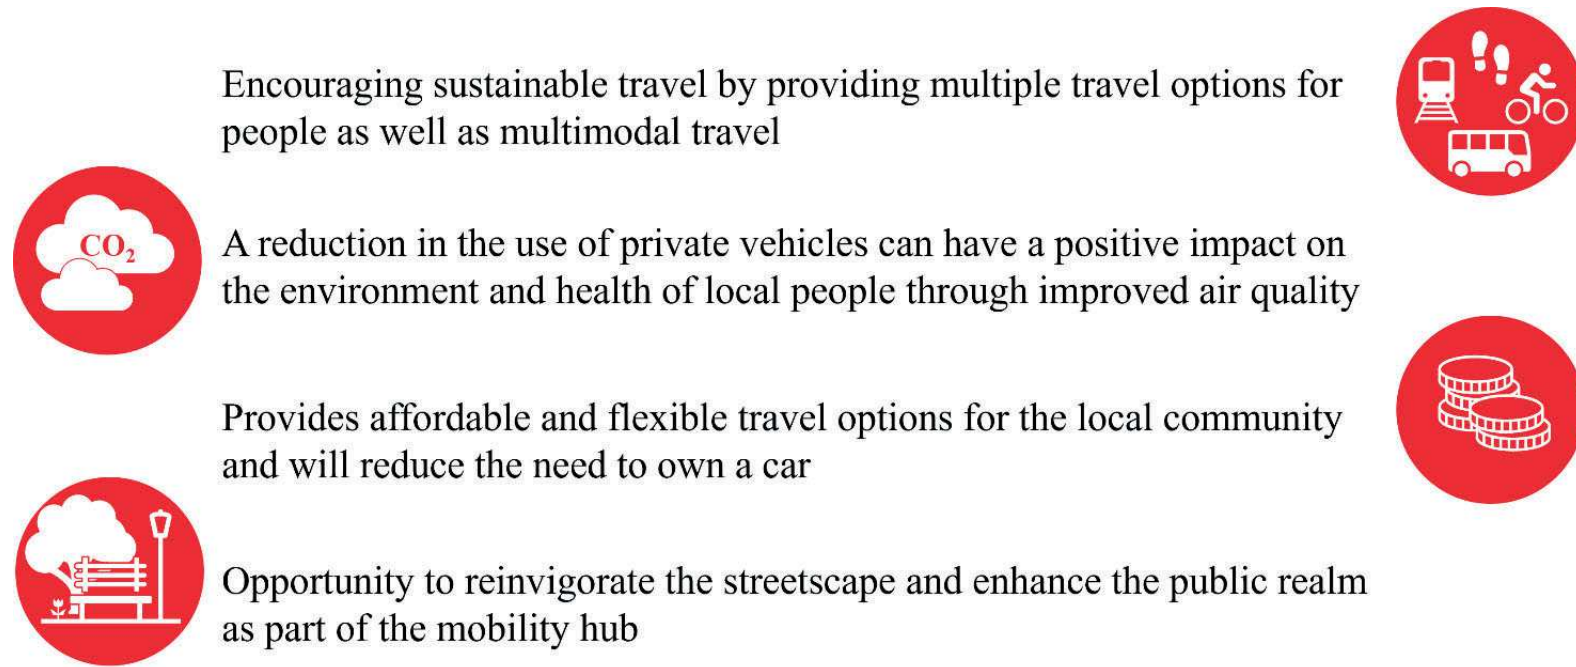 Encouraging sustainable travel by providing multiple travel options for
people as well as multimodal travel
CO₂
A reduction in the use of private vehicles can have a positive impact on
the environment and health of local people through improved air quality
Provides affordable and flexible travel options for the local community
and will reduce the need to own a car
Opportunity to reinvigorate the streetscape and enhance the public realm
as part of the mobility hub